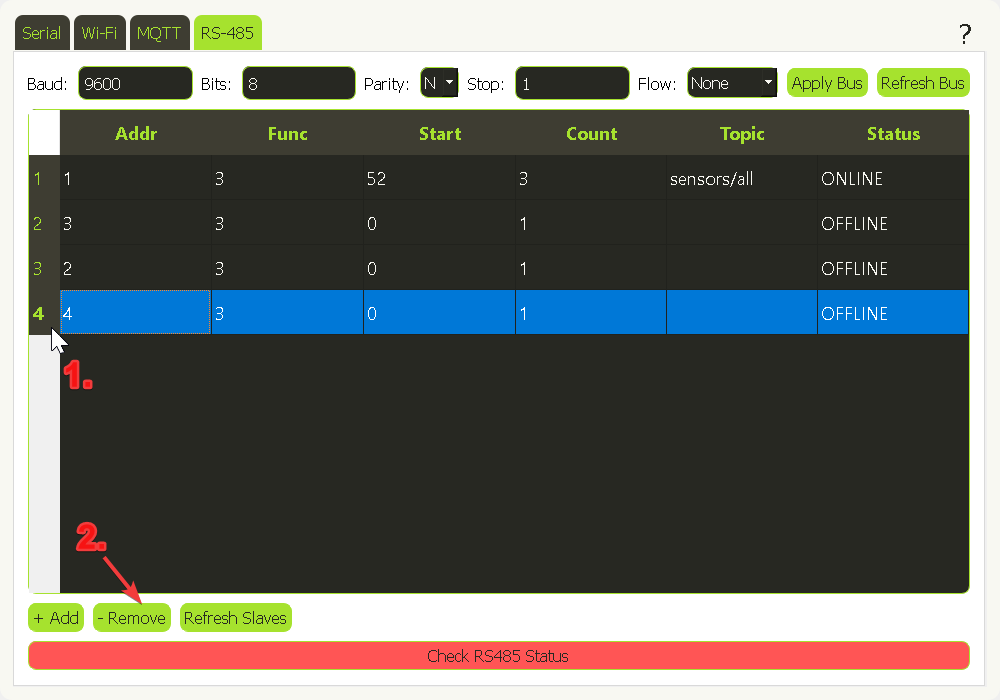 Serial Wi-Fi MQTT RS-485 ?
Baud: 9600 Bits: 8 Parity: N Stop: 1 Flow: None Apply Bus Refresh Bus
Addr Func Start Count Topic Status
1 1 3 52 3 sensors/all ONLINE
2 3 3 0 1 OFFLINE
3 2 3 0 1 OFFLINE
4 4 3 0 1 OFFLINE
1.
2.
+ Add - Remove Refresh Slaves
Check RS485 Status